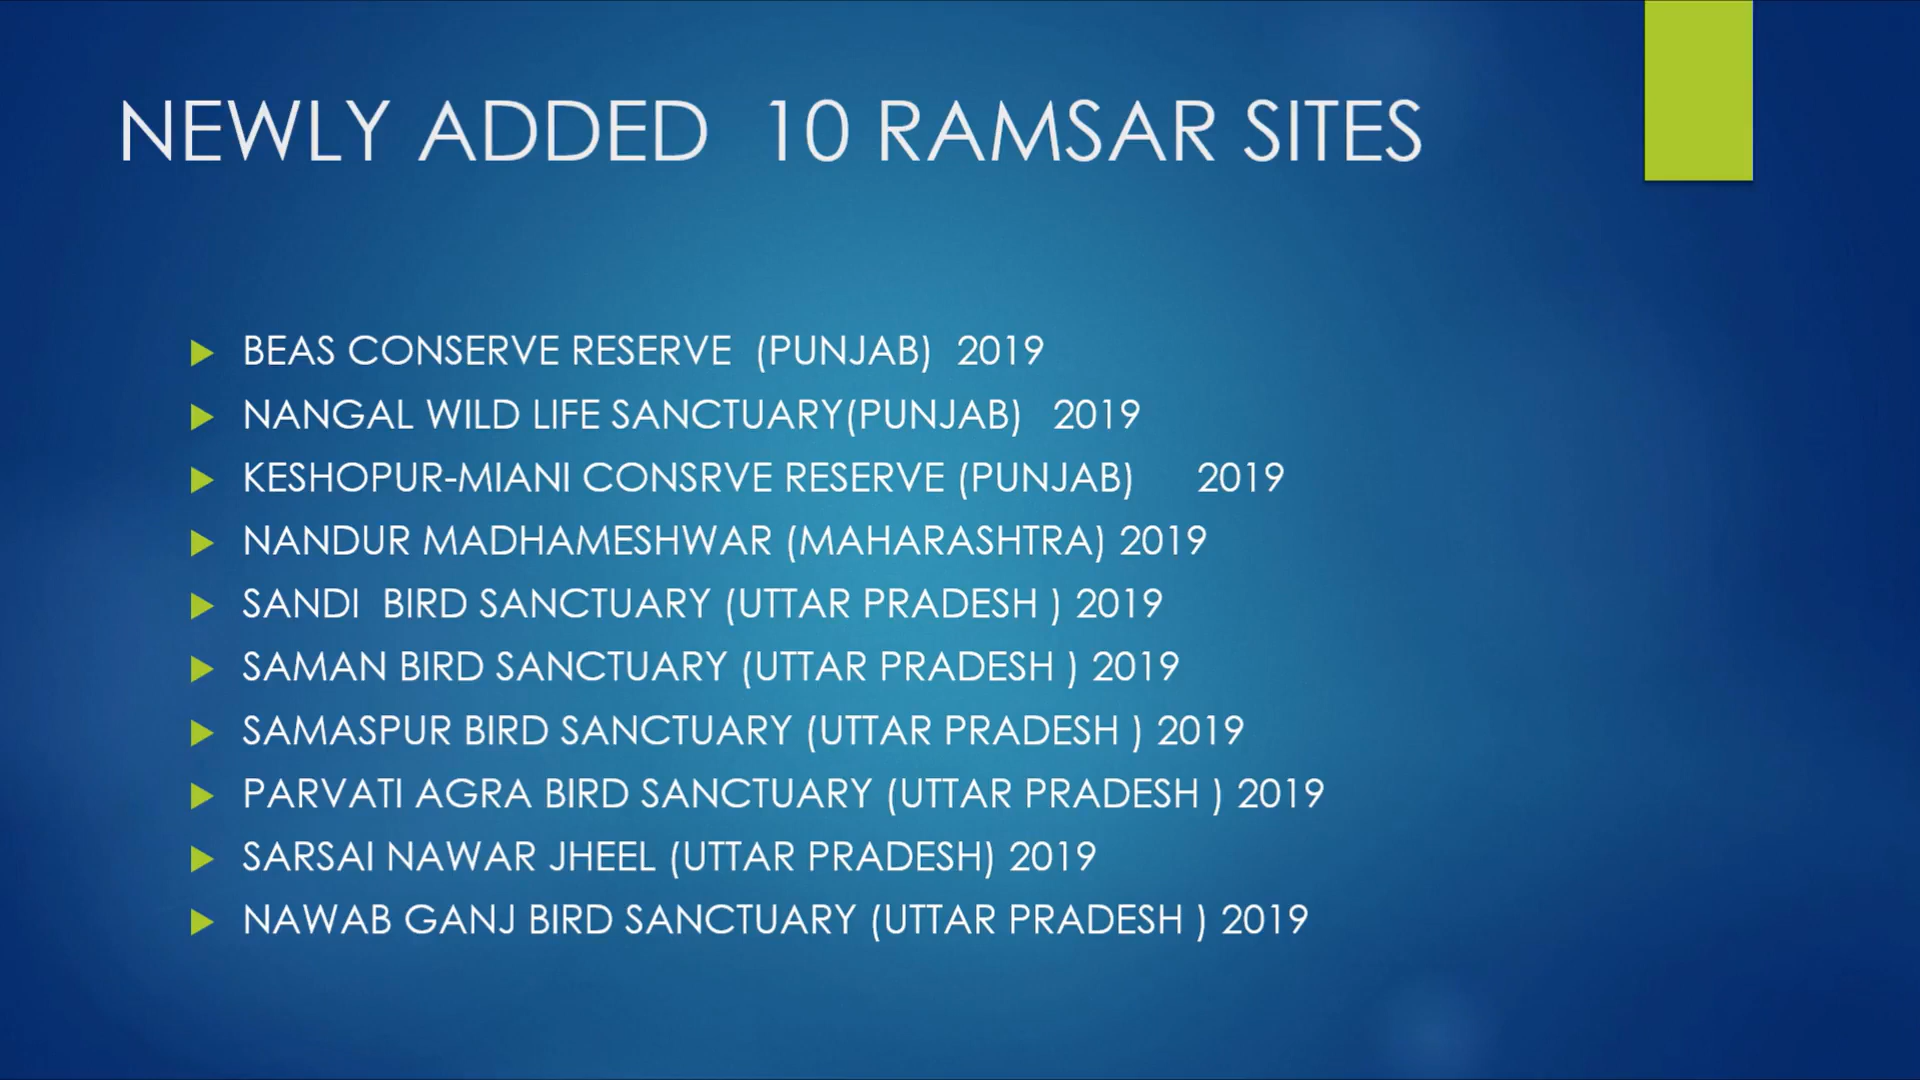 NEWLY ADDED 10 RAMSAR SITES
BEAS CONSERVE RESERVE (PUNJAB) 2019
NANGAL WILD LIFE SANCTUARY(PUNJAB) 2019
KESHOPUR-MIANI CONSRVE RESERVE (PUNJAB) 2019
NANDUR MADHAMESHWAR (MAHARASHTRA) 2019
SANDI BIRD SANCTUARY (UTTAR PRADESH ) 2019
SAMAN BIRD SANCTUARY (UTTAR PRADESH ) 2019
SAMASPUR BIRD SANCTUARY (UTTAR PRADESH ) 2019
PARVATI AGRA BIRD SANCTUARY (UTTAR PRADESH ) 2019
SARSAI NAWAR JHEEL (UTTAR PRADESH) 2019
NAWAB GANJ BIRD SANCTUARY (UTTAR PRADESH ) 2019